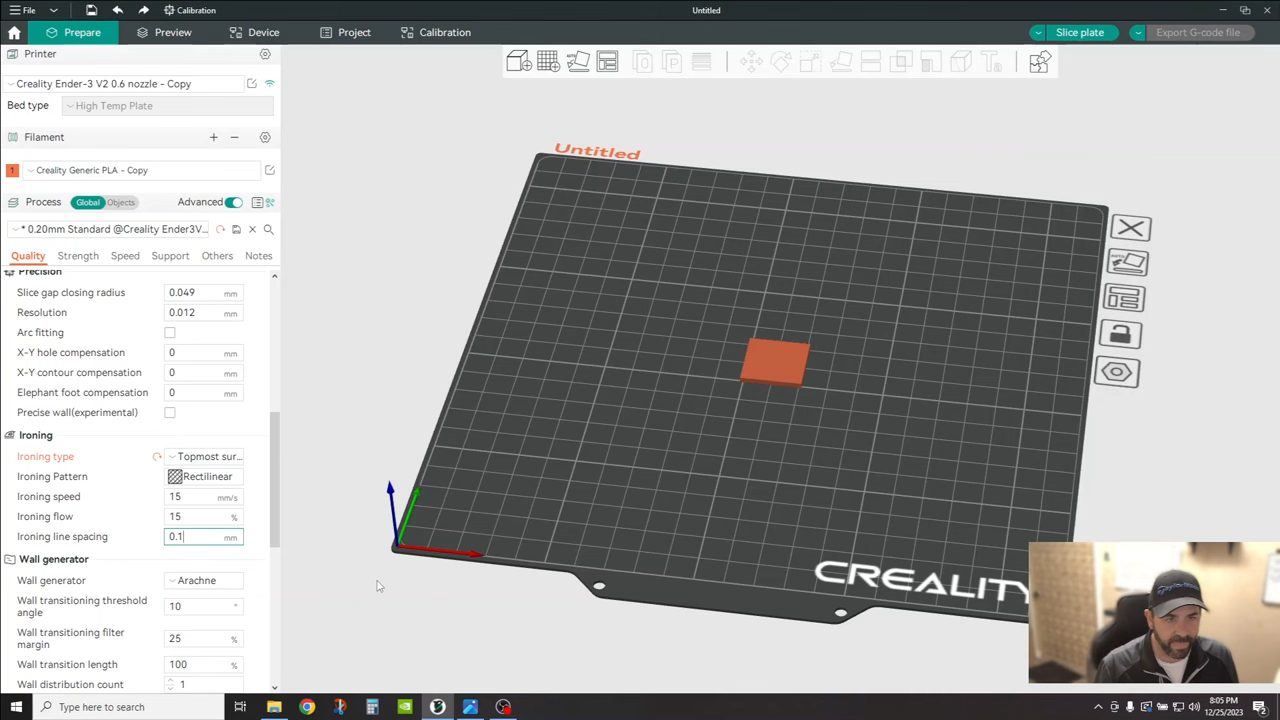 File
Calibration
Untitled
Prepare
Preview
Device
Project
Calibration
Slice plate
Export G-code file
Printer
Creality Ender-3 V2 0.6 nozzle - Copy
Bed type
High Temp Plate
Filament
1
Creality Generic PLA - Copy
Process
Global
Objects
Advanced
* 0.20mm Standard @Creality Ender3V...
Quality
Strength
Speed
Support
Others
Notes
Precision
Slice gap closing radius 0.049 mm
Resolution 0.012 mm
Arc fitting
X-Y hole compensation 0 mm
X-Y contour compensation 0 mm
Elephant foot compensation 0 mm
Precise wall(experimental)
Ironing
Ironing type Topmost sur...
Ironing Pattern Rectilinear
Ironing speed 15 mm/s
Ironing flow 15 %
Ironing line spacing 0.1 mm
Wall generator
Wall generator Arachne
Wall transitioning threshold
angle 10 °
Wall transitioning filter
margin 25 %
Wall transition length 100 %
Wall distribution count 1
Untitled
AUTO
CREALITY
Type here to search
8:05 PM
12/25/2023
2